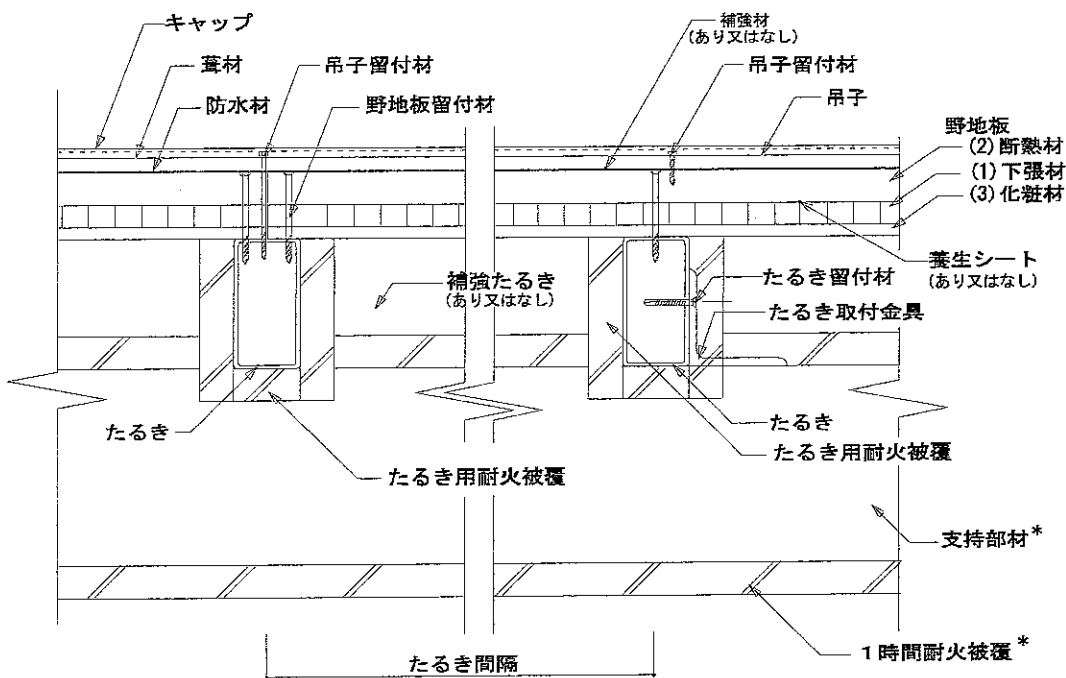 キャップ
葺材
防水材
吊子留付材
野地板留付材
補強材
(あり又はなし)
吊子留付材
吊子
野地板
(2)断熱材
(1)下張材
(3)化粧材
養生シート
(あり又はなし)
補強たるき
(あり又はなし)
たるき留付材
たるき取付金具
たるき
たるき用耐火被覆
たるき
たるき用耐火被覆
支持部材*
1時間耐火被覆*
たるき間隔